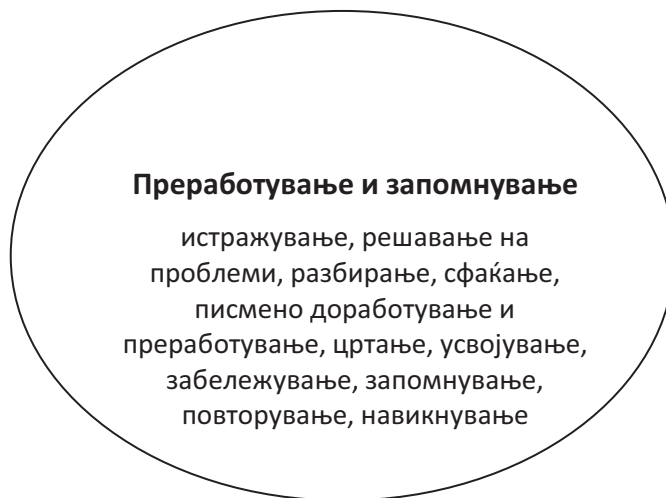 Преработување и запомнување
истражување, решавање на
проблеми, разбирање, сфаќање,
писмено доработување и
преработување, цртање, усвојување,
забележување, запомнување,
повторување, навикнување